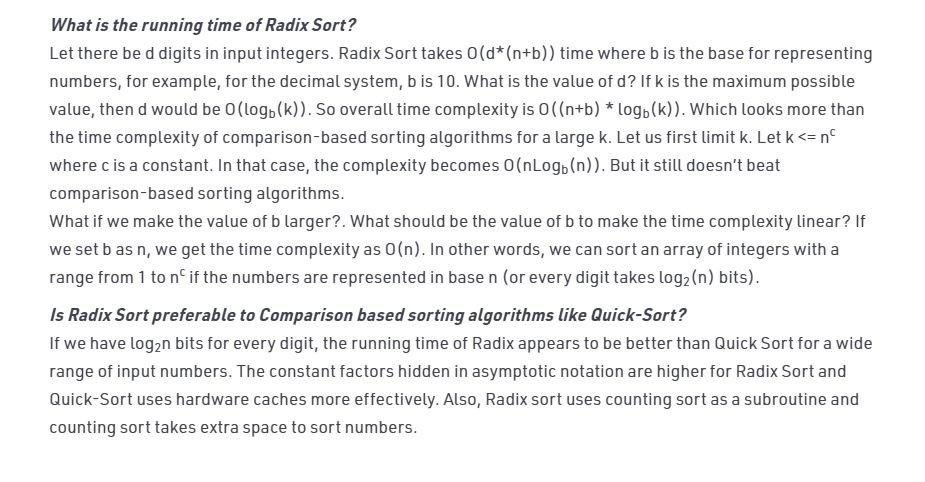 What is the running time of Radix Sort?
Let there be d digits in input integers. Radix Sort takes O(d*(n+b)) time where b is the base for representing
numbers, for example, for the decimal system, b is 10. What is the value of d? If k is the maximum possible
value, then d would be O(log_b(k)). So overall time complexity is O((n+b) * log_b(k)). Which looks more than
the time complexity of comparison-based sorting algorithms for a large k. Let us first limit k. Let k <= n^c
where c is a constant. In that case, the complexity becomes O(nLog_b(n)). But it still doesn’t beat
comparison-based sorting algorithms.
What if we make the value of b larger?. What should be the value of b to make the time complexity linear? If
we set b as n, we get the time complexity as O(n). In other words, we can sort an array of integers with a
range from 1 to n^c if the numbers are represented in base n (or every digit takes log₂(n) bits).
Is Radix Sort preferable to Comparison based sorting algorithms like Quick-Sort?
If we have log₂n bits for every digit, the running time of Radix appears to be better than Quick Sort for a wide
range of input numbers. The constant factors hidden in asymptotic notation are higher for Radix Sort and
Quick-Sort uses hardware caches more effectively. Also, Radix sort uses counting sort as a subroutine and
counting sort takes extra space to sort numbers.